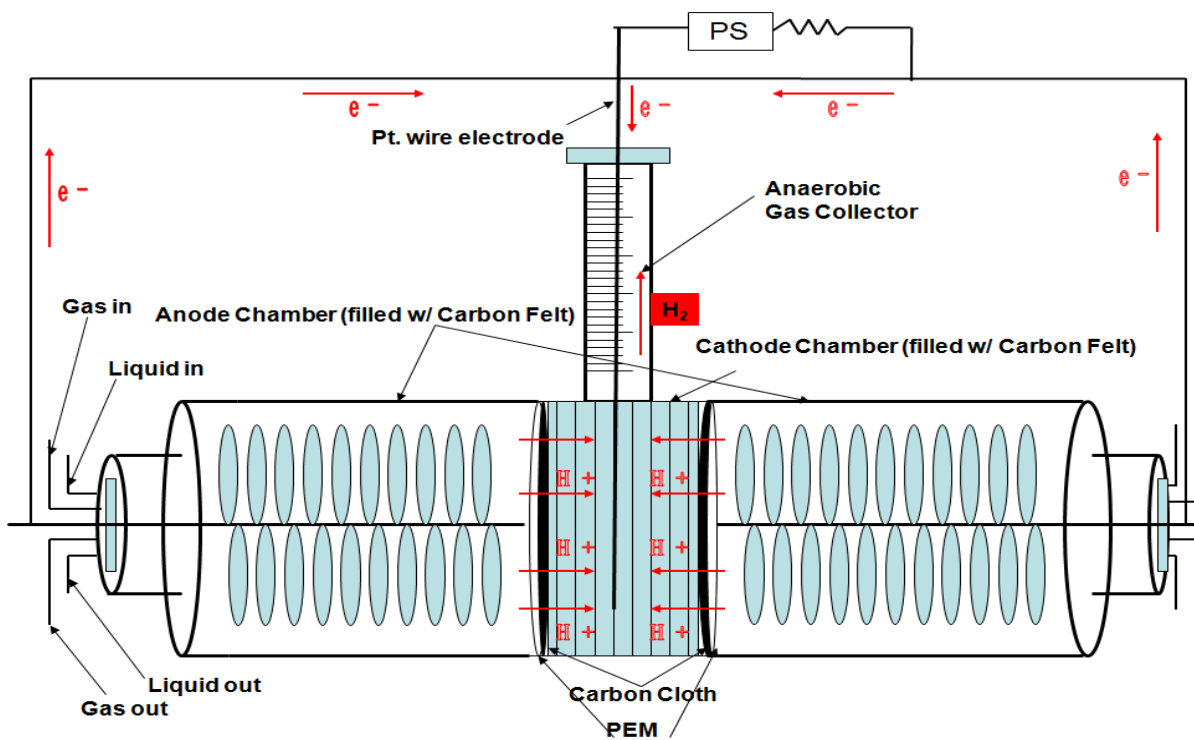 PS
e -
e -
e -
Pt. wire electrode
e -
e -
Anaerobic
Gas Collector
Gas in
Anode Chamber (filled w/ Carbon Felt)
H₂
Cathode Chamber (filled w/ Carbon Felt)
Liquid in
H +
H +
H +
H +
H +
H +
Liquid out
Gas out
Carbon Cloth
PEM